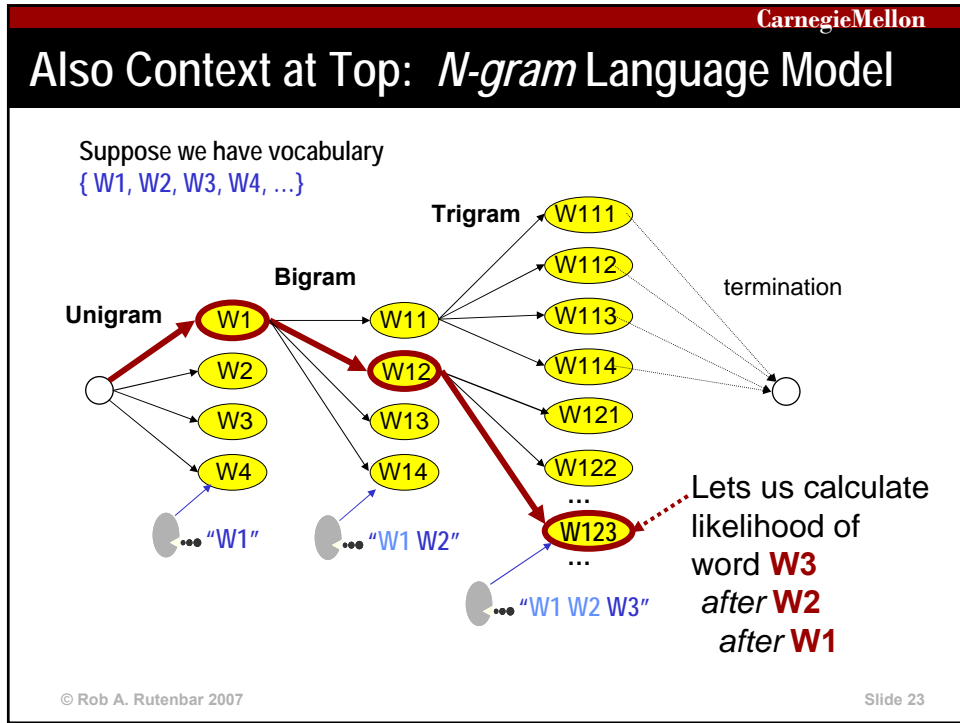 CarnegieMellon
Also Context at Top: N-gram Language Model
Suppose we have vocabulary
{ W1, W2, W3, W4, …}
Unigram
W1
W2
W3
W4
"W1"
Bigram
W11
W12
W13
W14
"W1 W2"
Trigram
W111
W112
W113
W114
W121
W122
...
W123
...
"W1 W2 W3"
termination
Lets us calculate
likelihood of
word W3
after W2
after W1
© Rob A. Rutenbar 2007
Slide 23